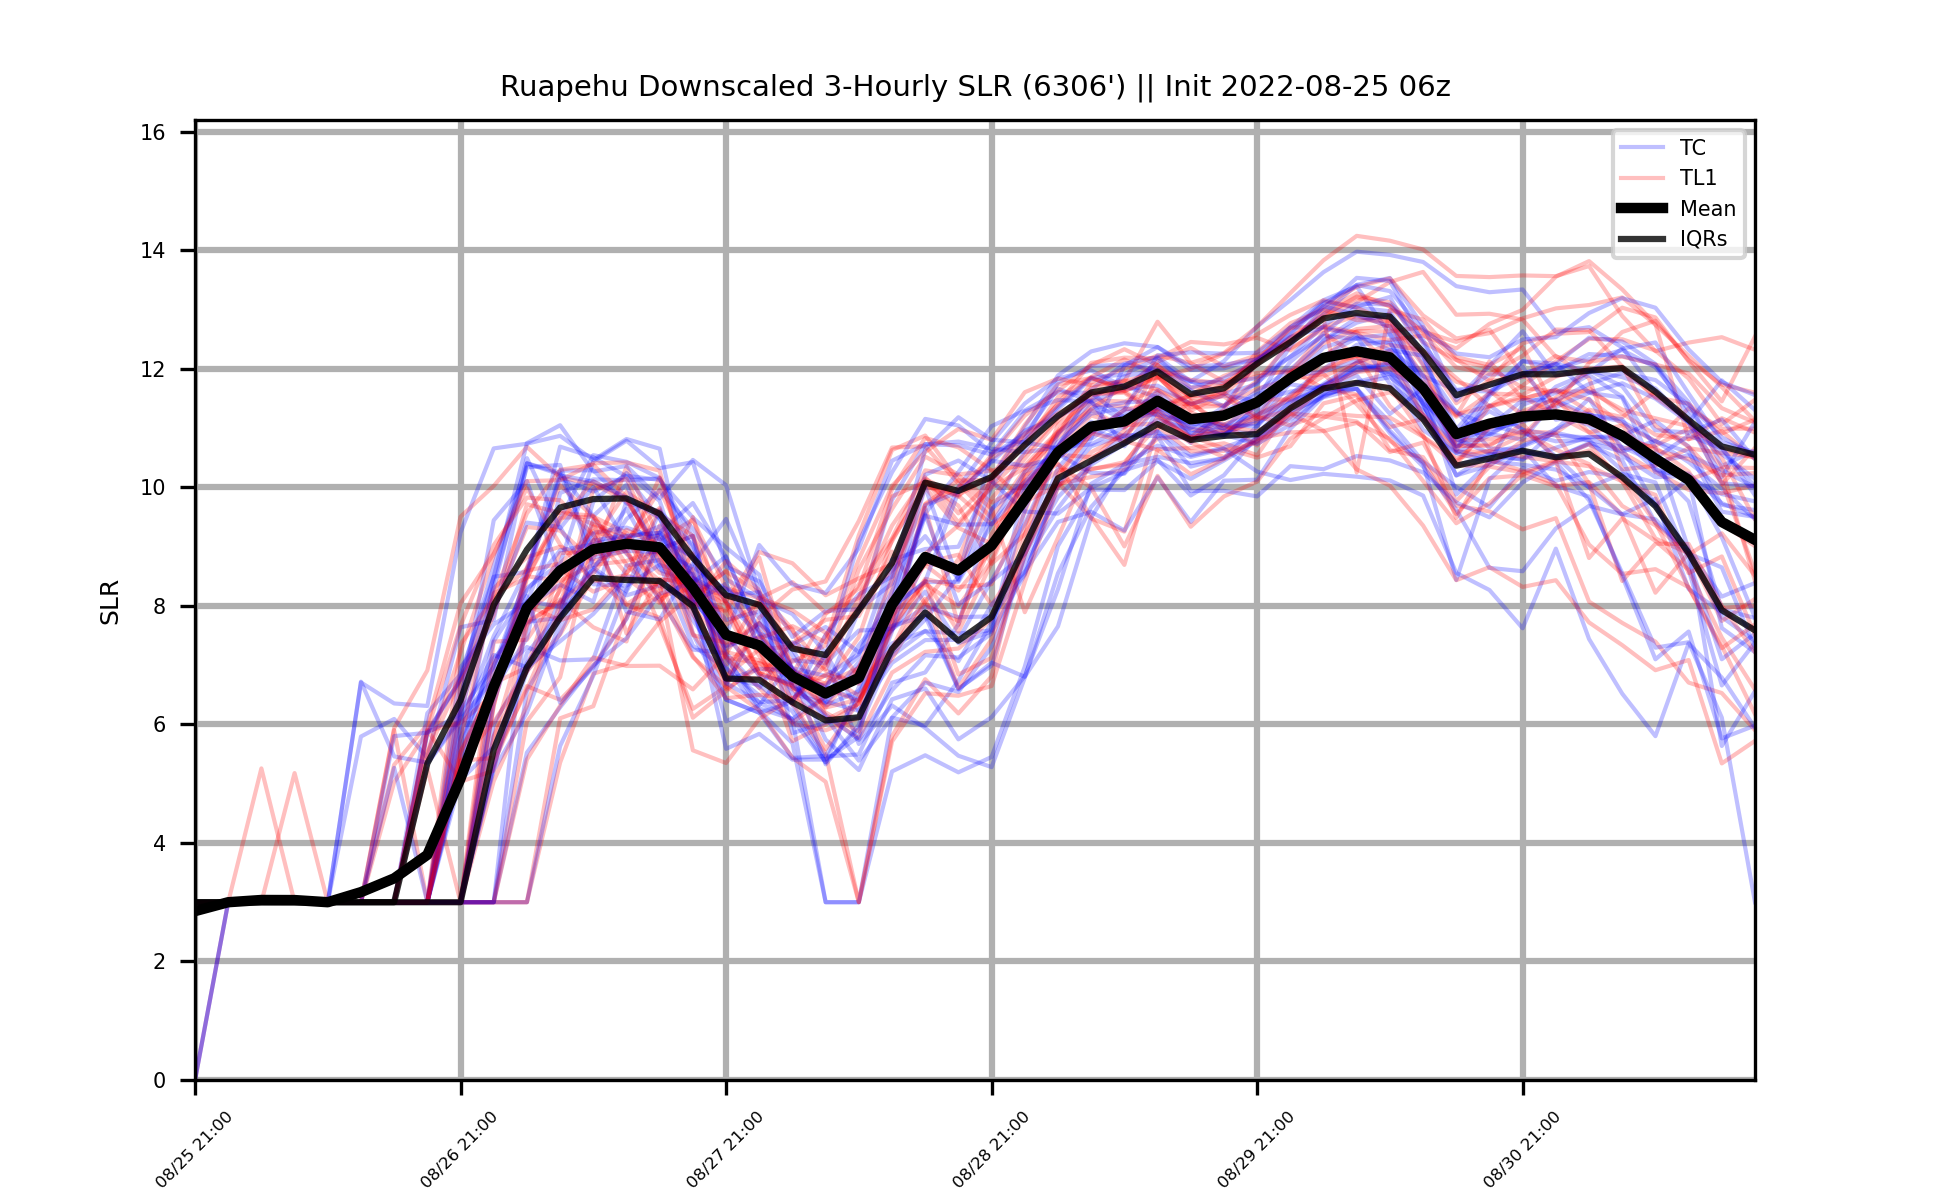 Ruapehu Downscaled 3-Hourly SLR (6306') || Init 2022-08-25 06z
16
14
12
10
8
6
4
2
0
SLR
TC
TL1
Mean
IQRs
08/25 21:00
08/26 21:00
08/27 21:00
08/28 21:00
08/29 21:00
08/30 21:00